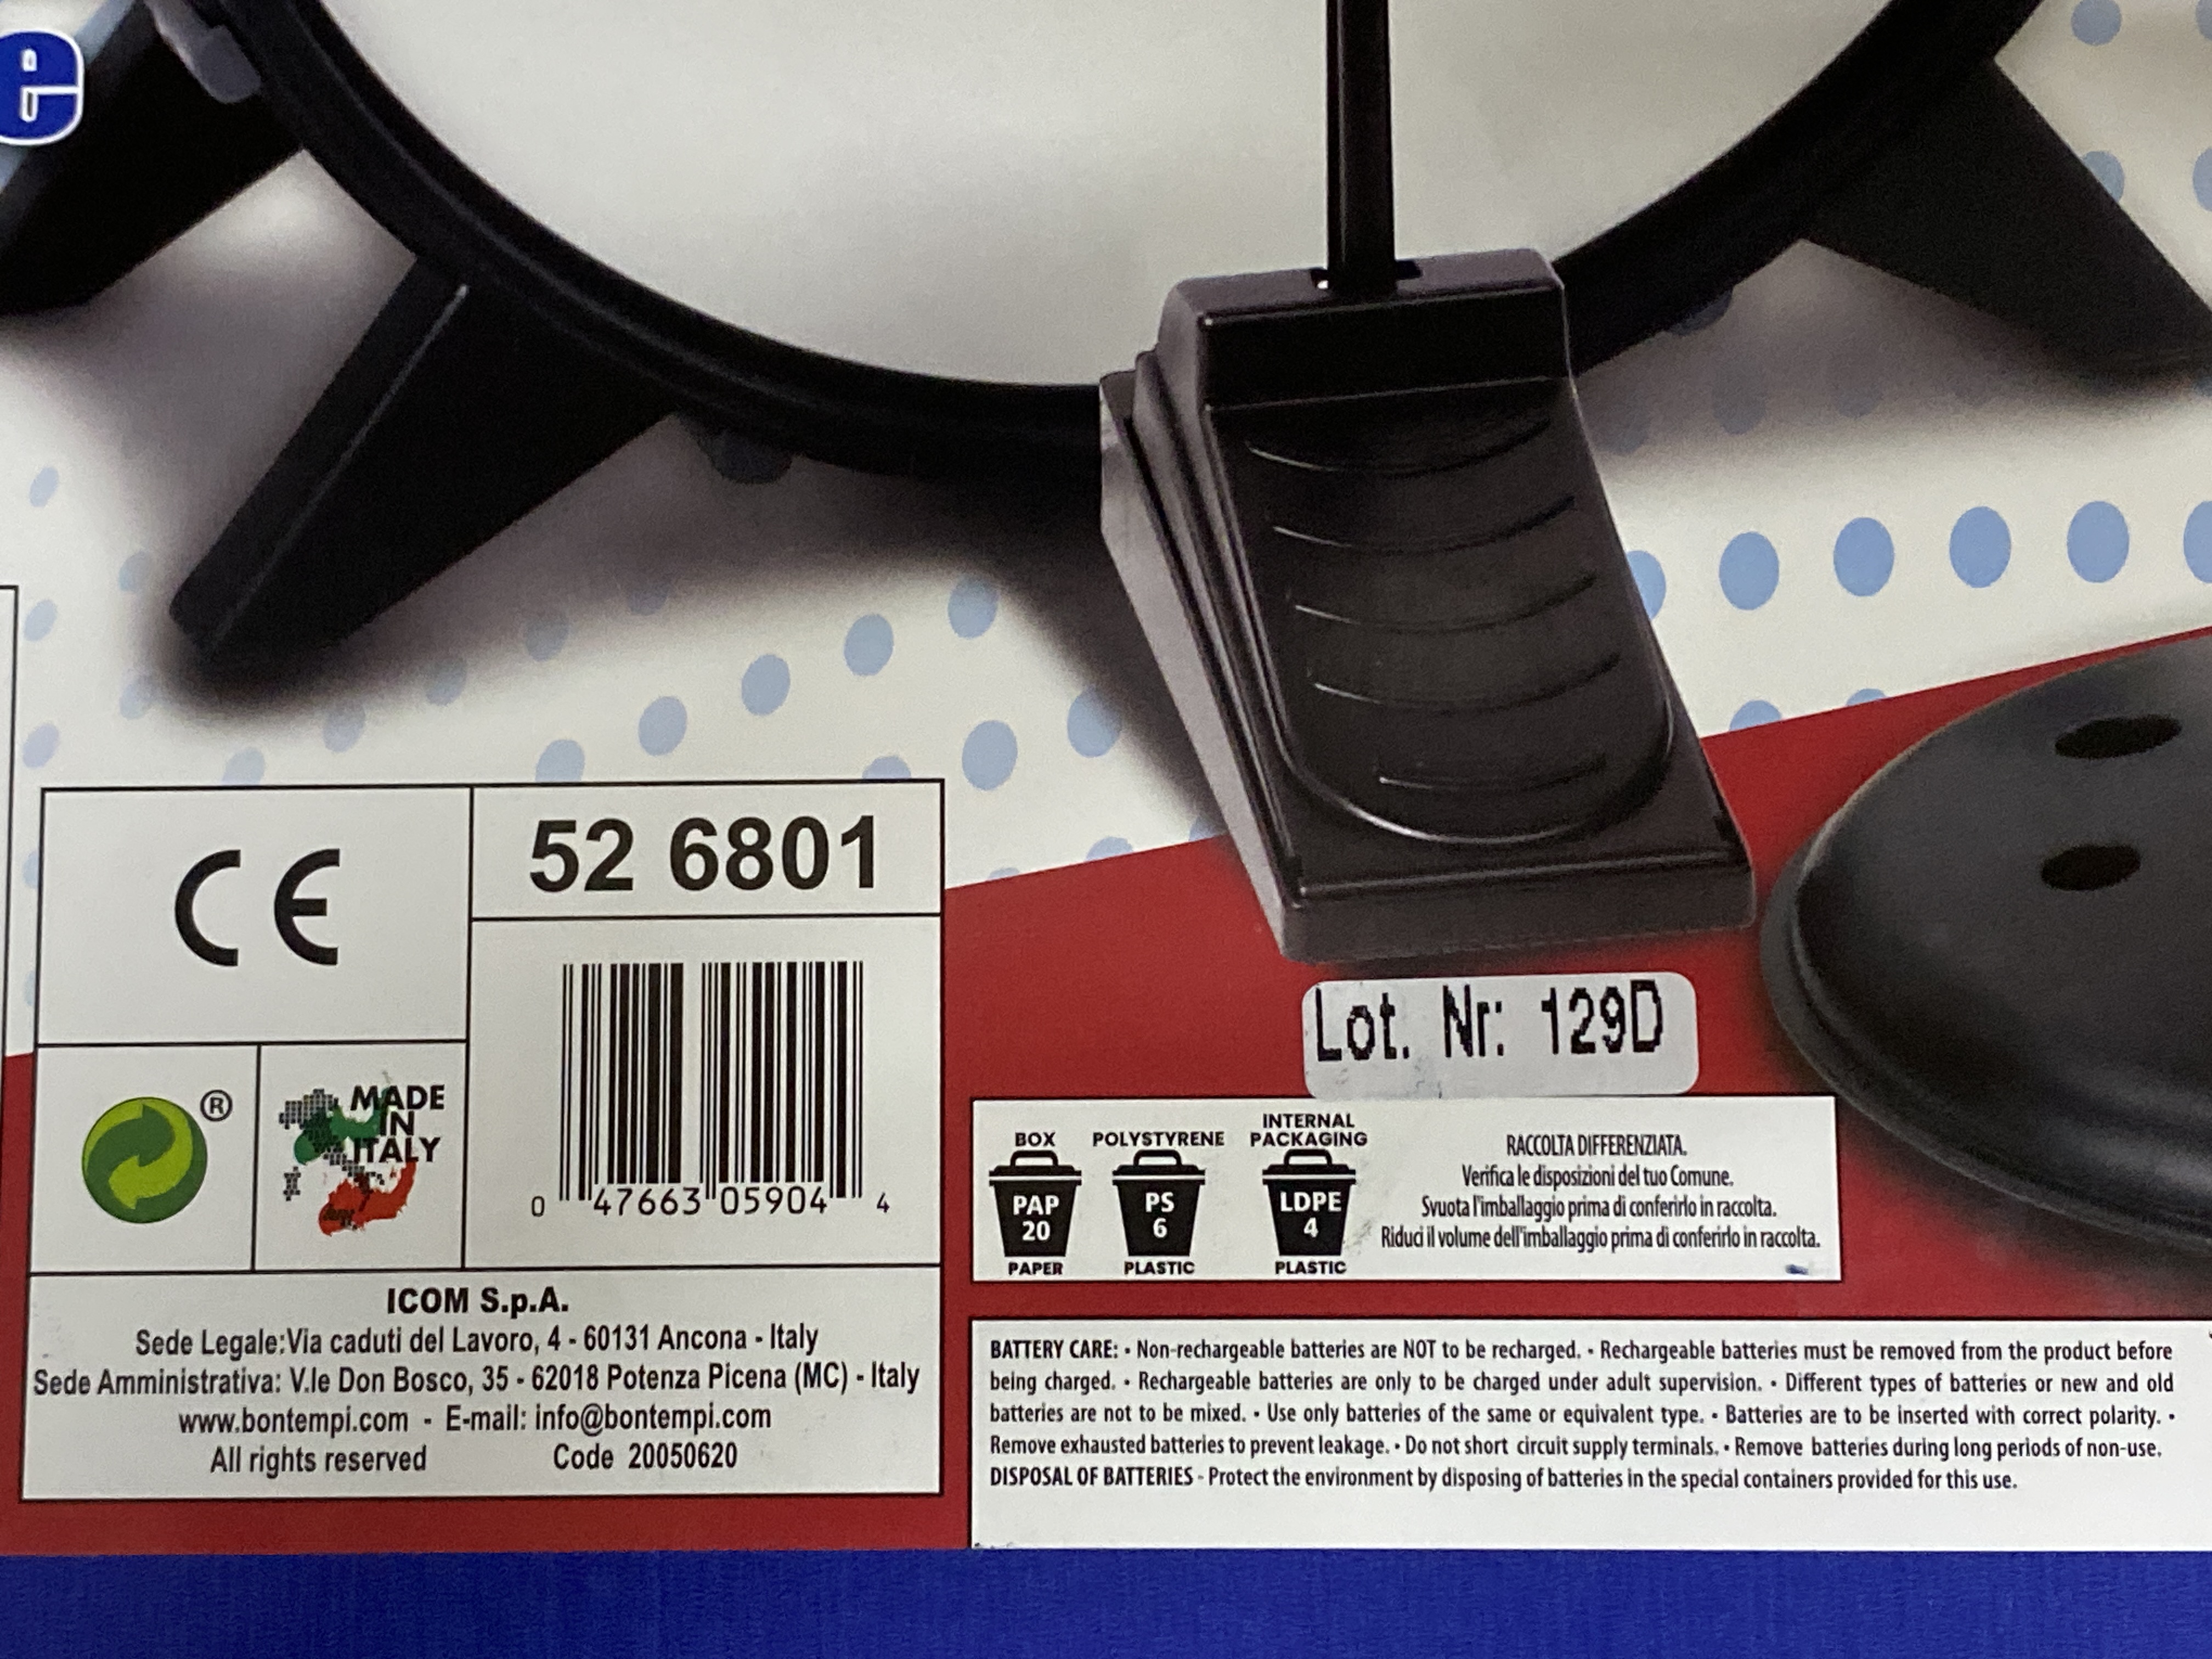 e
CE
52 6801
®
MADE
IN
ITALY
0 47663 05904 4
ICOM S.p.A.
Sede Legale:Via caduti del Lavoro, 4 - 60131 Ancona - Italy
Sede Amministrativa: V.le Don Bosco, 35 - 62018 Potenza Picena (MC) - Italy
www.bontempi.com - E-mail: info@bontempi.com
All rights reserved Code 20050620
Lot. Nr: 129D
BOX
PAP
20
PAPER
POLYSTYRENE
PS
6
PLASTIC
INTERNAL
PACKAGING
LDPE
4
PLASTIC
RACCOLTA DIFFERENZIATA.
Verifica le disposizioni del tuo Comune.
Svuota l'imballaggio prima di conferirlo in raccolta.
Riduci il volume dell'imballaggio prima di conferirlo in raccolta.
BATTERY CARE: • Non-rechargeable batteries are NOT to be recharged. • Rechargeable batteries must be removed from the product before
being charged. • Rechargeable batteries are only to be charged under adult supervision. • Different types of batteries or new and old
batteries are not to be mixed. • Use only batteries of the same or equivalent type. • Batteries are to be inserted with correct polarity. •
Remove exhausted batteries to prevent leakage. • Do not short circuit supply terminals. • Remove batteries during long periods of non-use.
DISPOSAL OF BATTERIES - Protect the environment by disposing of batteries in the special containers provided for this use.